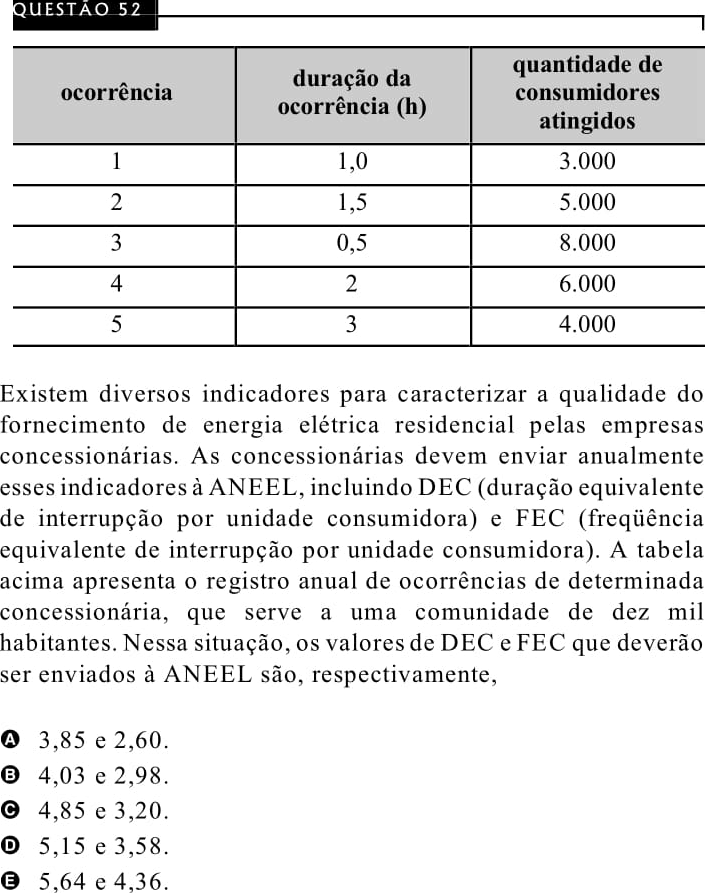 QUESTÃO 52
ocorrência duração da ocorrência (h) quantidade de consumidores atingidos
1 1,0 3.000
2 1,5 5.000
3 0,5 8.000
4 2 6.000
5 3 4.000
Existem diversos indicadores para caracterizar a qualidade do
fornecimento de energia elétrica residencial pelas empresas
concessionárias. As concessionárias devem enviar anualmente
esses indicadores à ANEEL, incluindo DEC (duração equivalente
de interrupção por unidade consumidora) e FEC (freqüência
equivalente de interrupção por unidade consumidora). A tabela
acima apresenta o registro anual de ocorrências de determinada
concessionária, que serve a uma comunidade de dez mil
habitantes. Nessa situação, os valores de DEC e FEC que deverão
ser enviados à ANEEL são, respectivamente,
A 3,85 e 2,60.
B 4,03 e 2,98.
C 4,85 e 3,20.
D 5,15 e 3,58.
E 5,64 e 4,36.